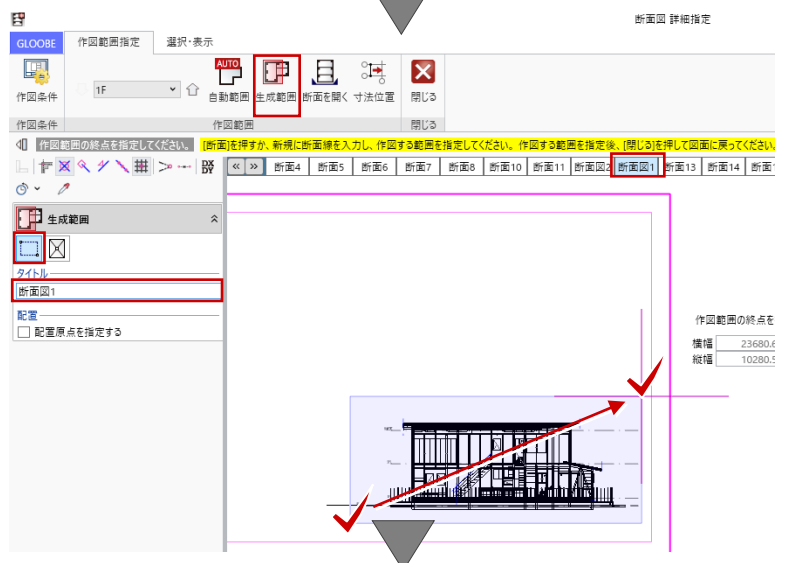 断面図 詳細指定
GLOOBE 作図範囲指定 選択・表示
1F
作図条件 自動範囲 生成範囲 断面を開く 寸法位置 閉じる
作図条件 作図範囲 閉じる
作図範囲の終点を指定してください。 [断面]を押すか、新規に断面線を入力し、作図する範囲を指定してください。作図する範囲を指定後、[閉じる]を押して図面に戻ってください。
断面4 断面5 断面6 断面7 断面8 断面10 断面11 断面図2 断面図1 断面13 断面14
生成範囲
タイトル
断面図1
配置
配置原点を指定する
作図範囲の終点を
横幅 23680.6
縦幅 10280.5